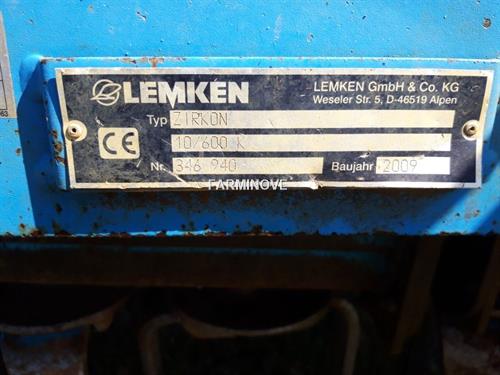 LEMKEN
LEMKEN GmbH & Co. KG
Weseler Str. 5, D-46519 Alpen
Typ ZIRKON
10/600 K
CE
Nr. 346 940 Baujahr 2009
FARMINOVE
63